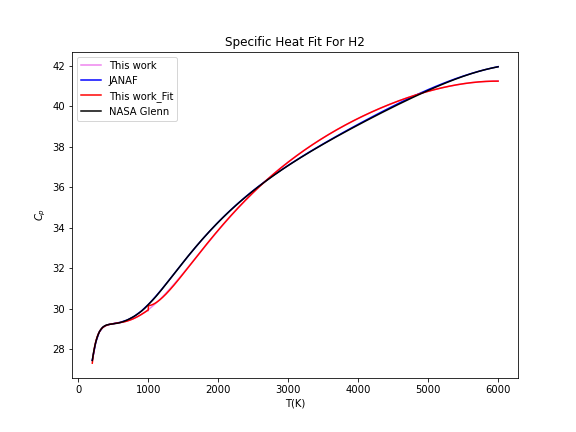 Specific Heat Fit For H2
This work
JANAF
This work_Fit
NASA Glenn
42
40
38
36
34
32
30
28
C_p
0 1000 2000 3000 4000 5000 6000
T(K)